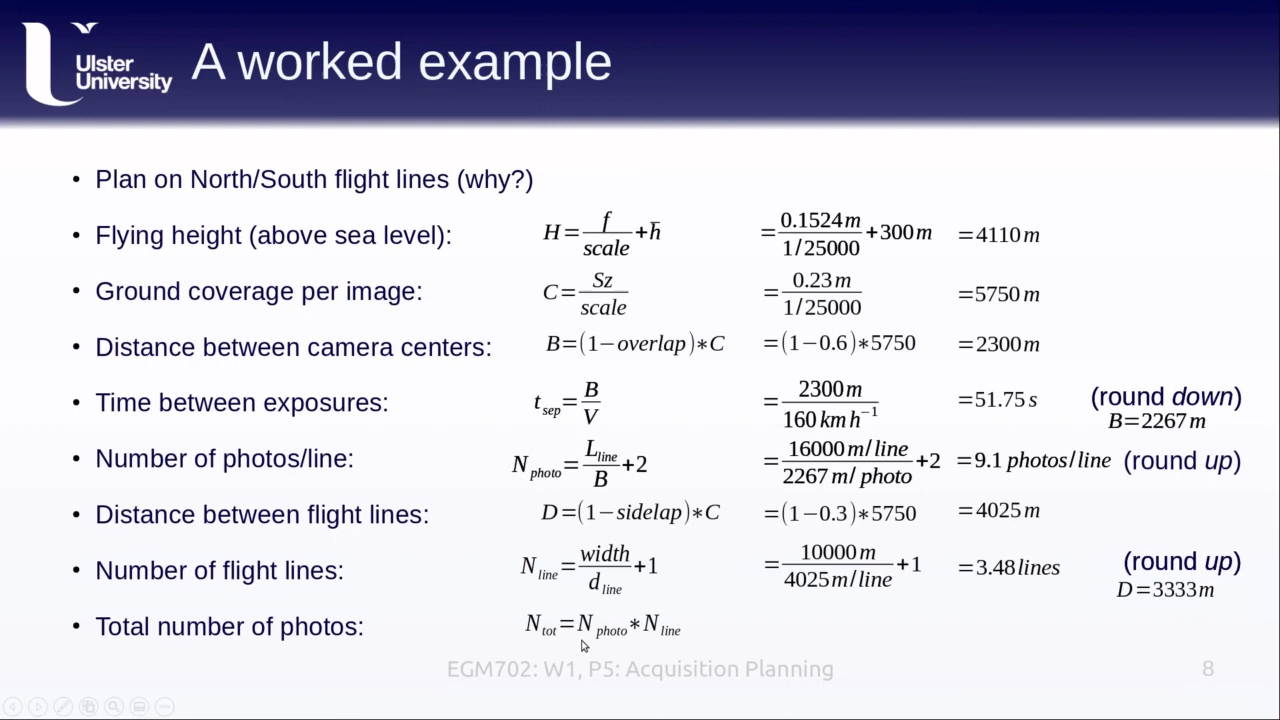 Ulster
University
A worked example
• Plan on North/South flight lines (why?)
• Flying height (above sea level): H = f/scale + h̄ = 0.1524 m / 1/25000 + 300 m = 4110 m
• Ground coverage per image: C = Sz/scale = 0.23 m / 1/25000 = 5750 m
• Distance between camera centers: B=(1−overlap)∗C =(1−0.6)∗5750 =2300 m
• Time between exposures: t_sep = B/V = 2300 m / 160 km h⁻¹ =51.75 s (round down)
B=2267 m
• Number of photos/line: N_photo = L_line/B +2 = 16000 m/line / 2267 m/photo +2 =9.1 photos/line (round up)
• Distance between flight lines: D=(1−sidelap)∗C =(1−0.3)∗5750 =4025 m
• Number of flight lines: N_line = width/d_line +1 = 10000 m / 4025 m/line +1 =3.48 lines (round up)
D=3333 m
• Total number of photos: N_tot = N_photo∗N_line
EGM702: W1, P5: Acquisition Planning 8